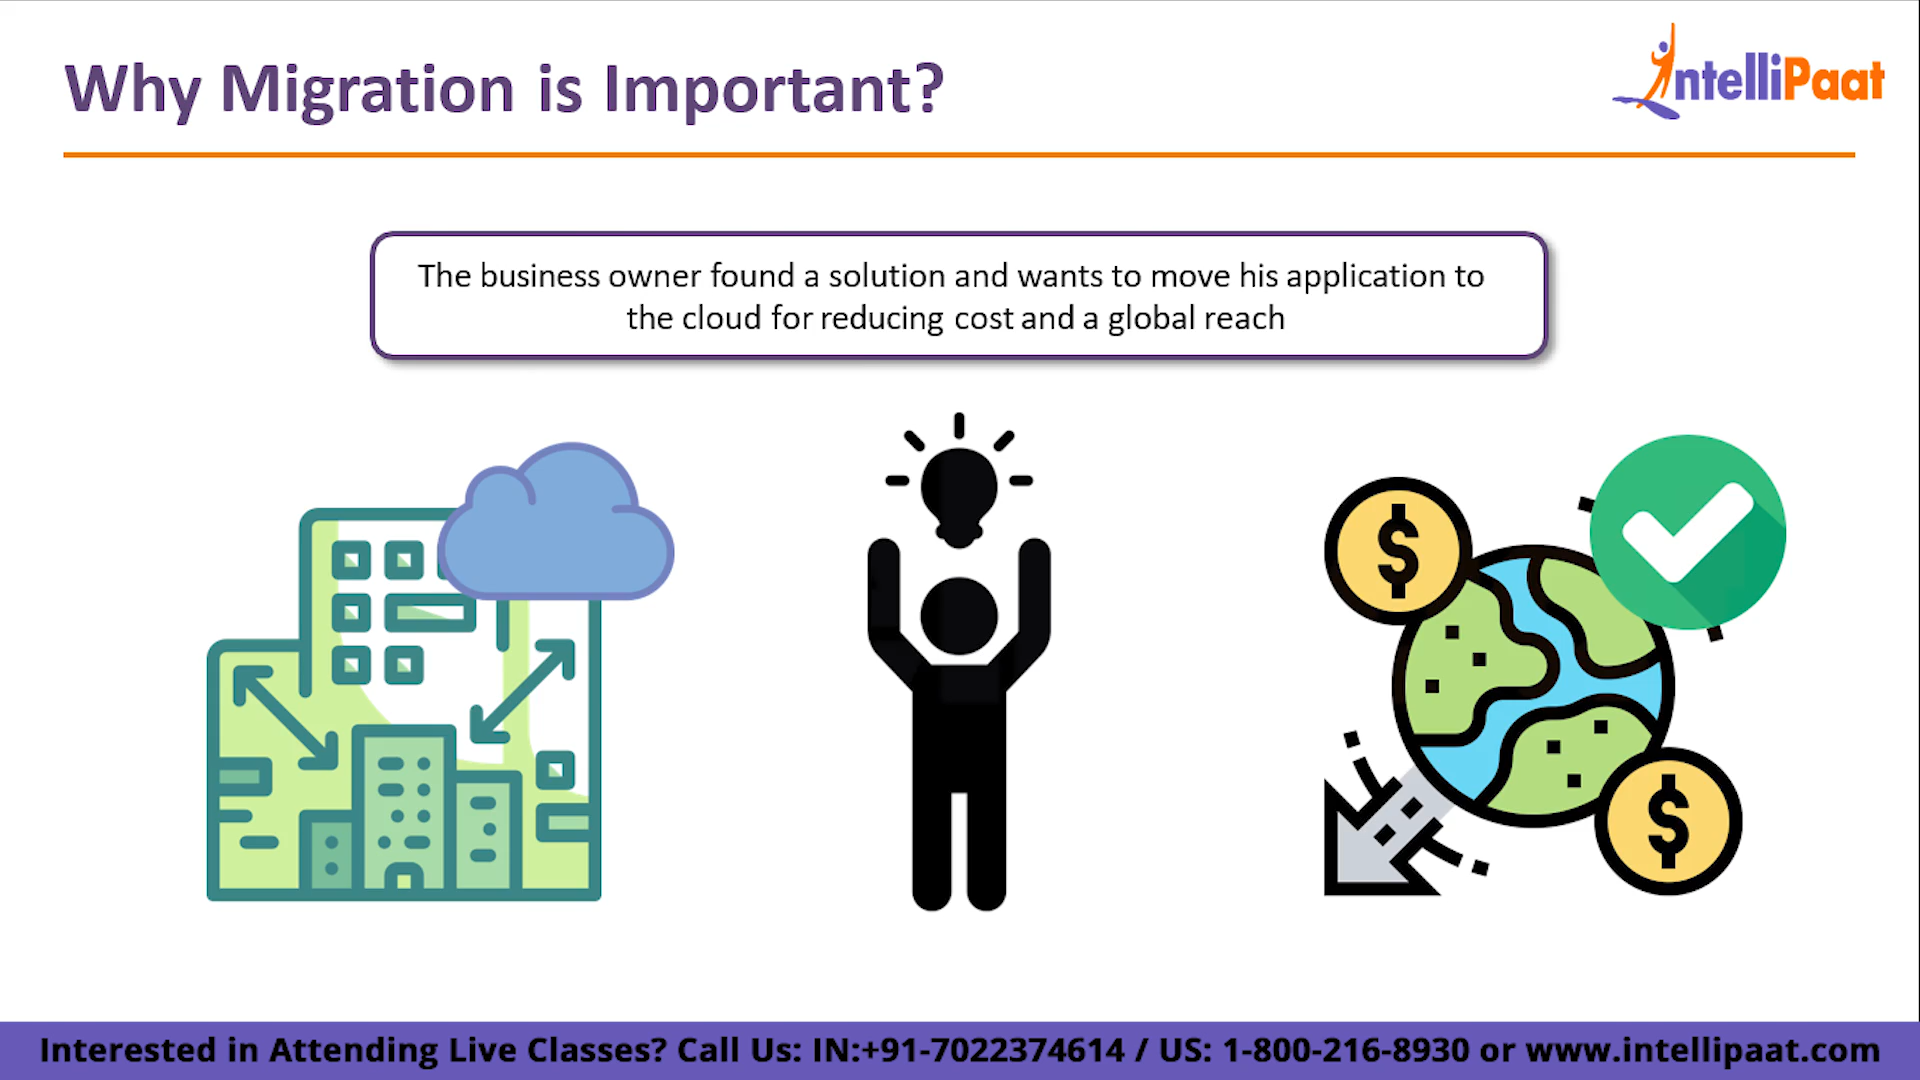 Why Migration is Important?
IntelliPaat
The business owner found a solution and wants to move his application to
the cloud for reducing cost and a global reach
$
$
Interested in Attending Live Classes? Call Us: IN:+91-7022374614 / US: 1-800-216-8930 or www.intellipaat.com